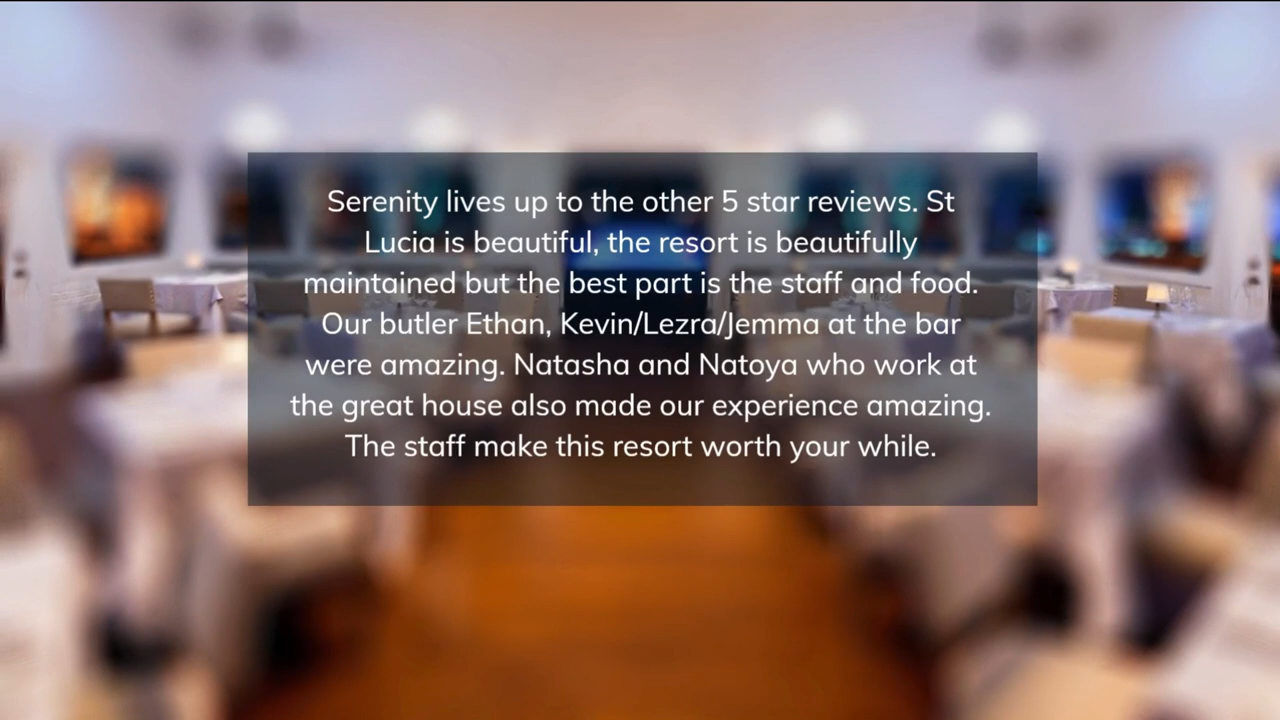 Serenity lives up to the other 5 star reviews. St
Lucia is beautiful, the resort is beautifully
maintained but the best part is the staff and food.
Our butler Ethan, Kevin/Lezra/Jemma at the bar
were amazing. Natasha and Natoya who work at
the great house also made our experience amazing.
The staff make this resort worth your while.